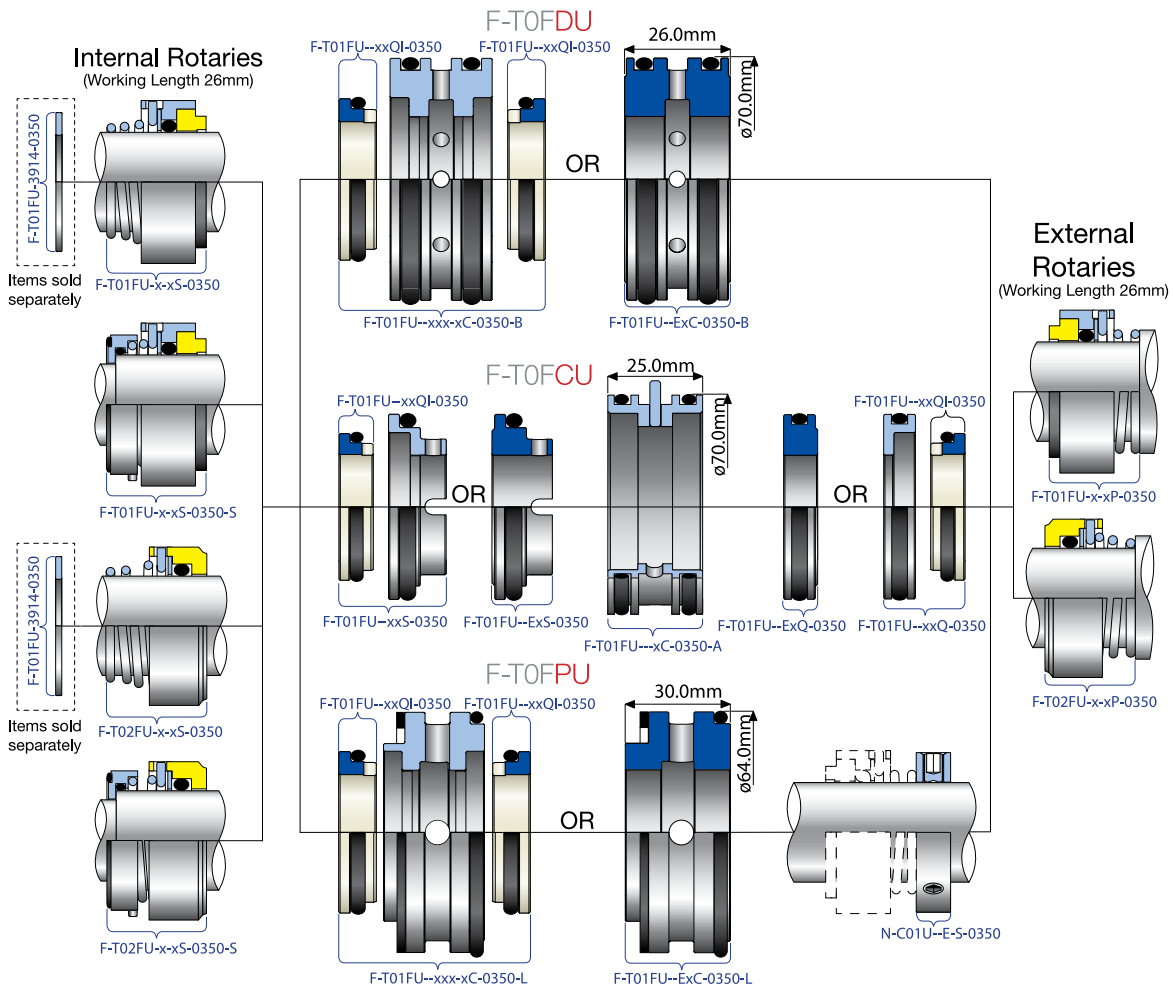 F-T0FDU
Internal Rotaries
(Working Length 26mm)
F-T01FU--xxQI-0350
F-T01FU--xxQI-0350
26.0mm
ø70.0mm
F-T01FU-3914-0350
OR
Items sold
separately
F-T01FU-x-xS-0350
F-T01FU--xxx-xC-0350-B
F-T01FU--ExC-0350-B
External
Rotaries
(Working Length 26mm)
F-T0FCU
25.0mm
F-T01FU--xxQI-0350
F-T01FU--xxQI-0350
ø70.0mm
OR
OR
F-T01FU-x-xS-0350-S
F-T01FU-x-xP-0350
F-T01FU-3914-0350
Items sold
separately
F-T01FU--xxS-0350
F-T01FU--ExS-0350
F-T01FU---xC-0350-A
F-T01FU--ExQ-0350
F-T01FU--xxQ-0350
F-T02FU-x-xS-0350
F-T02FU-x-xP-0350
F-T0FPU
F-T01FU--xxQI-0350
F-T01FU--xxQI-0350
30.0mm
ø64.0mm
OR
F-T02FU-x-xS-0350-S
F-T01FU--xxx-xC-0350-L
F-T01FU--ExC-0350-L
N-C01U--E-S-0350